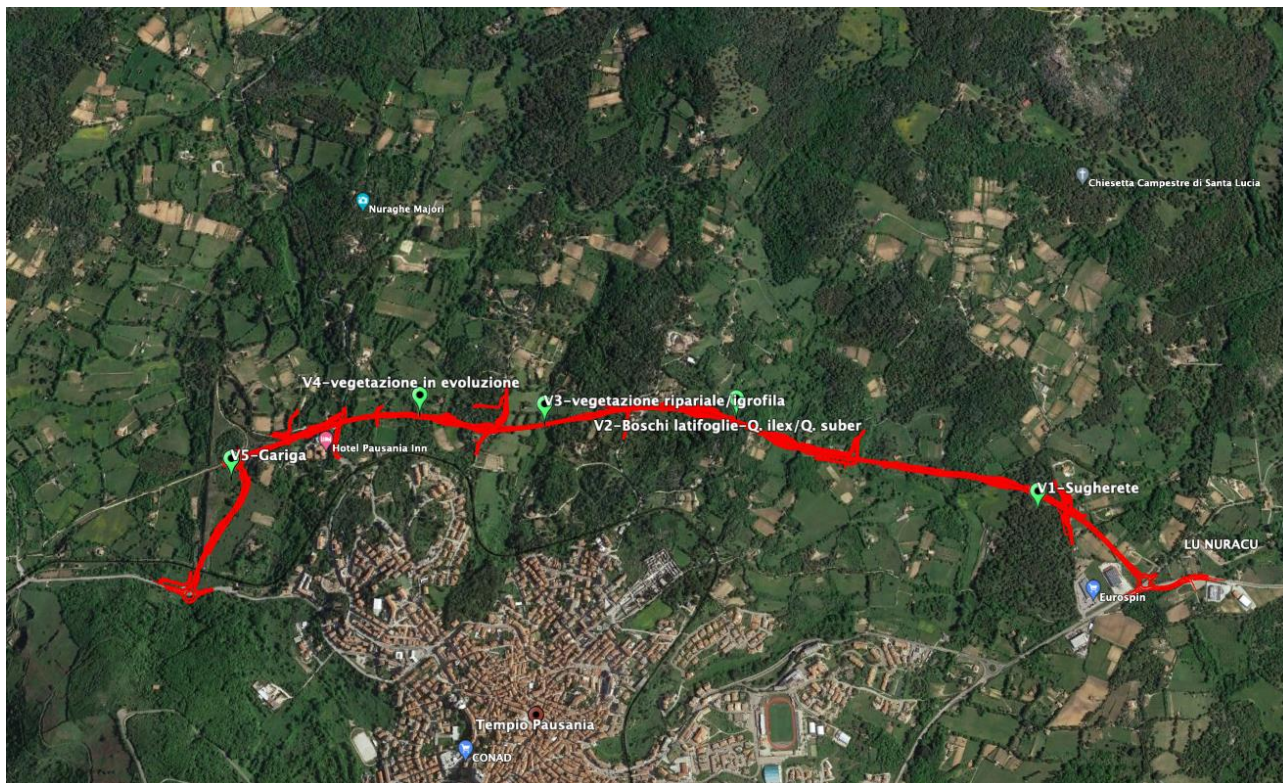 Nuraghe Majori
Chiesetta Campestre di Santa Lucia
V4-vegetazione in evoluzione
V3-vegetazione ripariale/igrofila
V2-Boschi latifoglie-Q. ilex/Q. suber
Hotel Pausania Inn
V5-Gariga
V1-Sugherete
LU NURACU
Eurospin
Tempio Pausania
CONAD